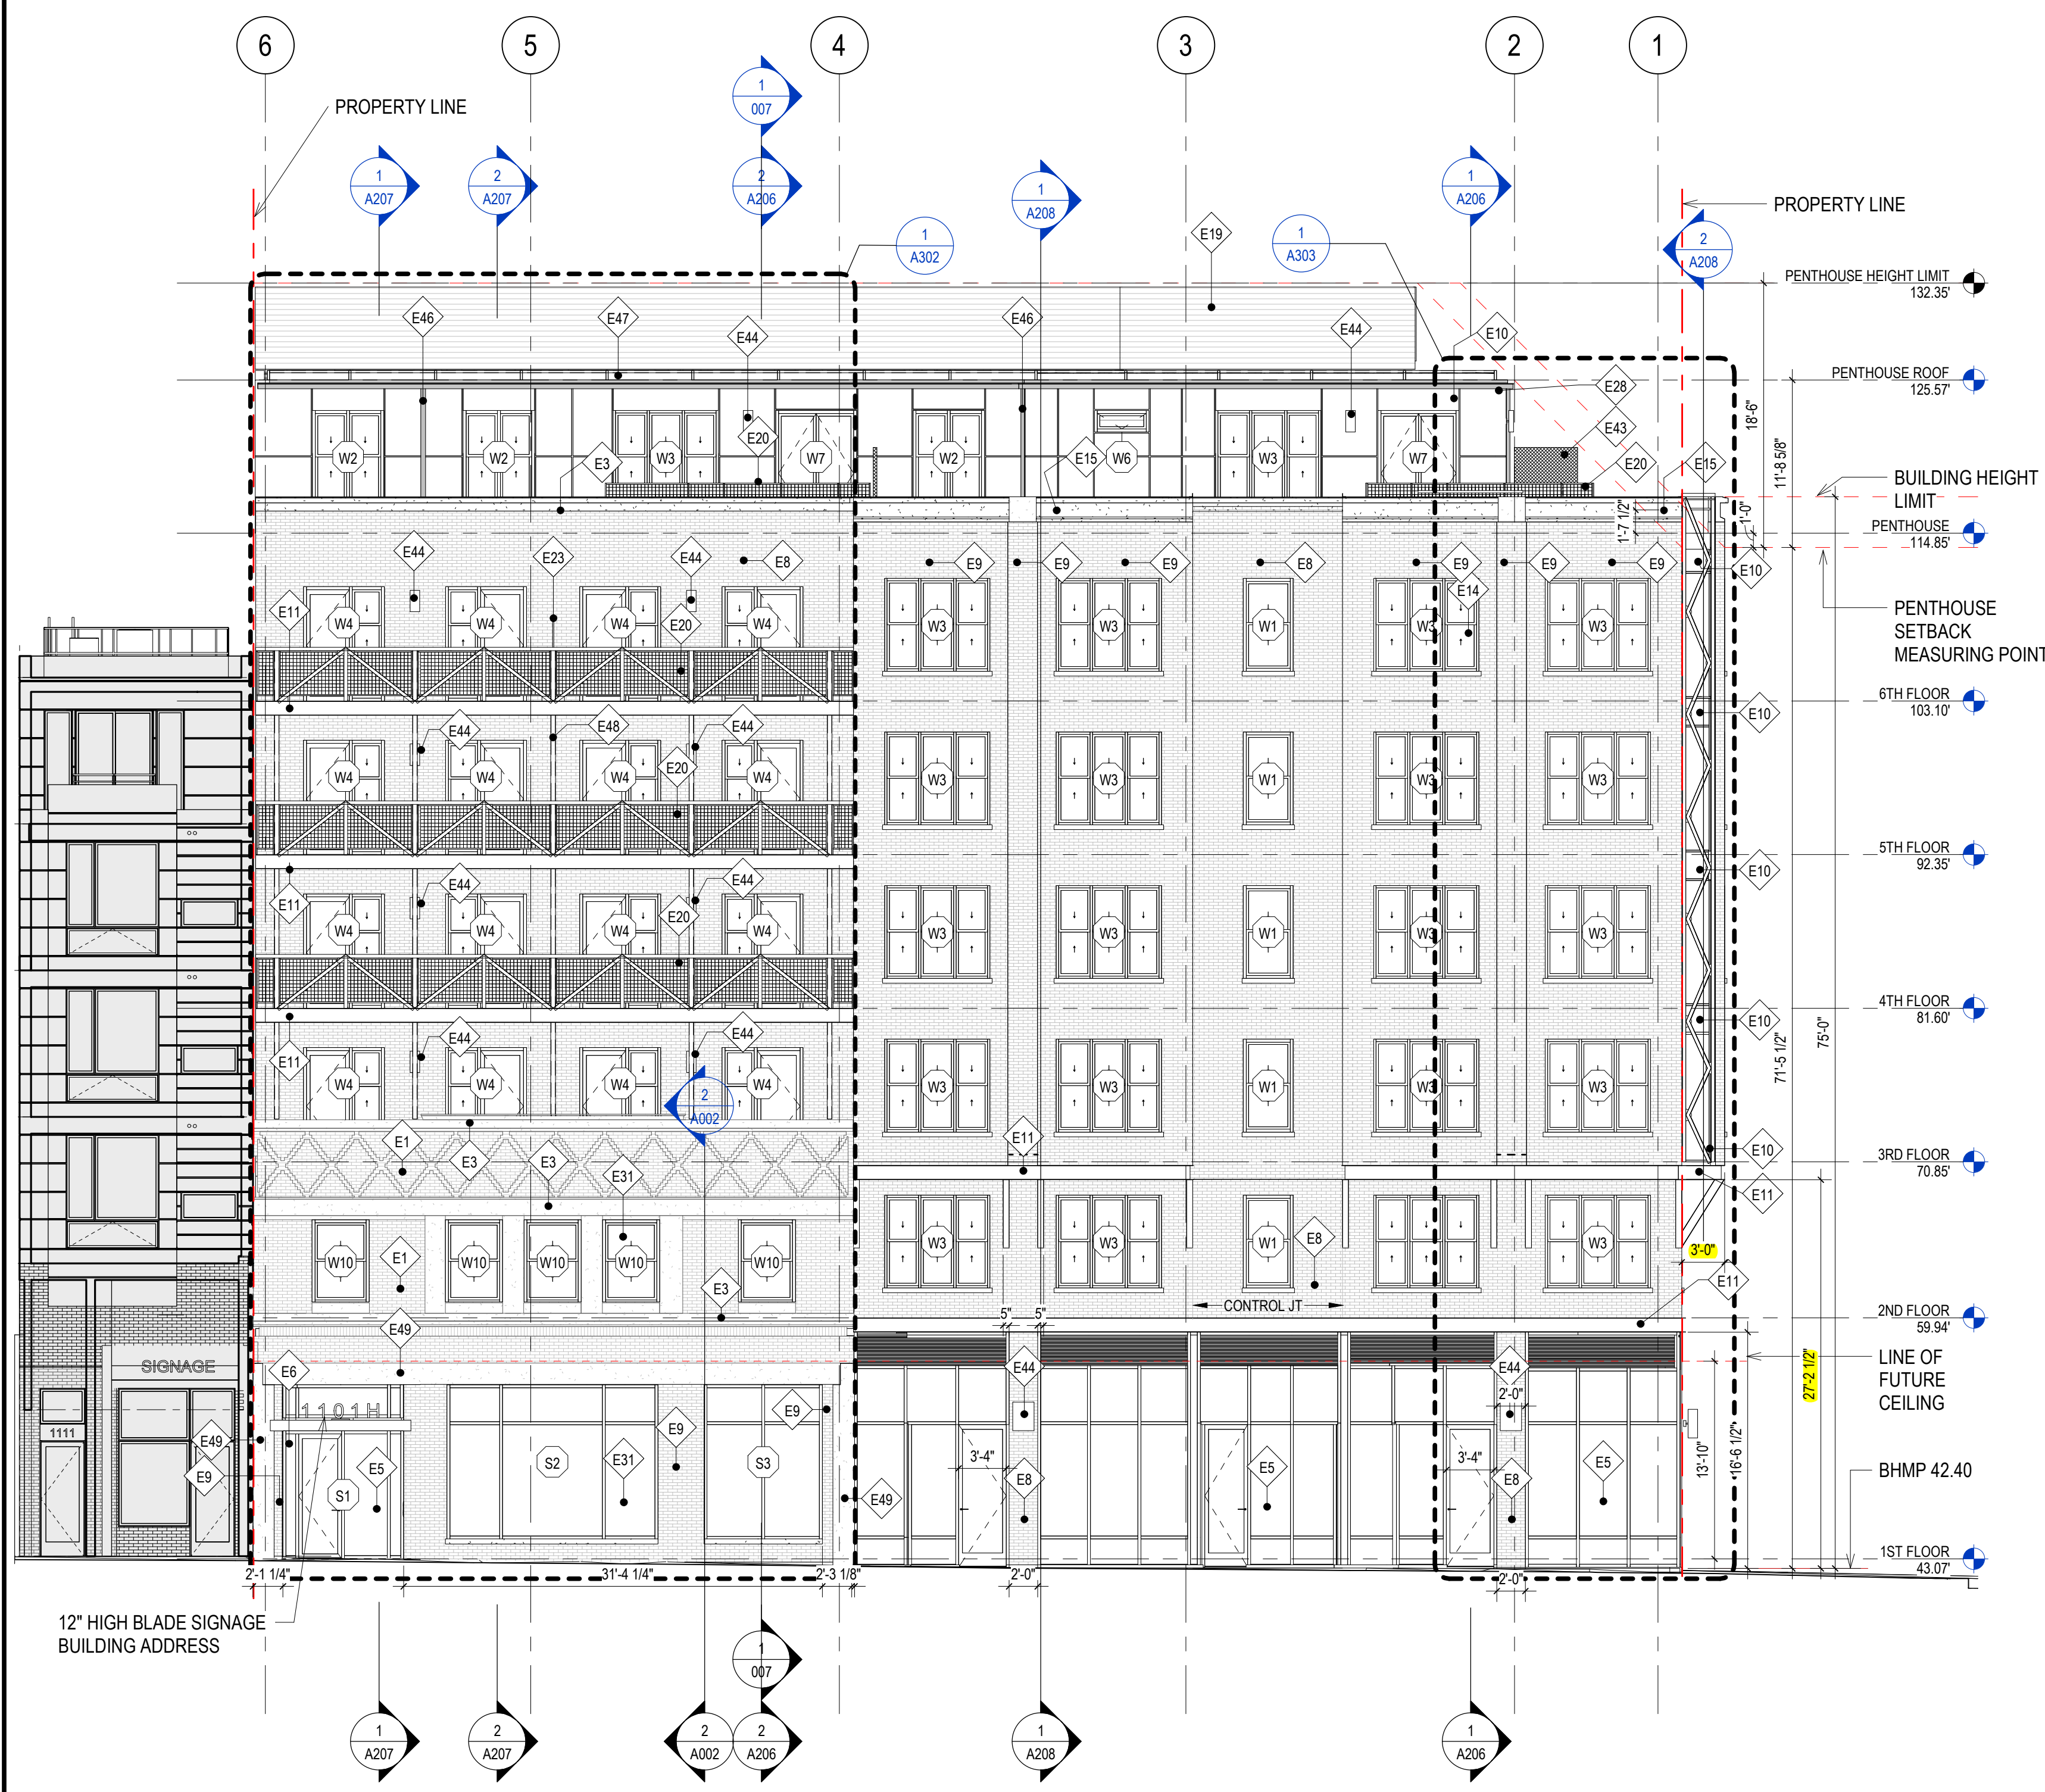 6 5 4 3 2 1
1
007
PROPERTY LINE
1
A207
2
A207
2
A206
1
A208
1
A206
PROPERTY LINE
1
A302
E19
1
A303
2
A208
PENTHOUSE HEIGHT LIMIT
132.35'
E46 E47 E44 E46 E44 E10
PENTHOUSE ROOF
125.57'
E28
18'-6"
E43
11'-8 5/8"
E20
W2 W2 E3 W3 W7 W2 E15 W6 W3 W7 E20 E15
BUILDING HEIGHT
LIMIT
1'-7 1/2"
1'-0"
PENTHOUSE
114.85'
E44 E23 E44 E8 E9 E9 E9 E8 E9 E9 E9 E10
E14
E11 E20
PENTHOUSE
SETBACK
MEASURING POINT
W4 W4 W4 W4 W3 W3 W1 W3 W3
6TH FLOOR
103.10'
E10
E44 E48 E44
E20
W4 W4 W4 W4 W3 W3 W1 W3 W3
5TH FLOOR
92.35'
E10
E44 E44
E11 E20
W4 W4 W4 W4 W3 W3 W1 W3 W3
4TH FLOOR
81.60'
E10
71'-5 1/2"
75'-0"
E44 E44
E11
W4 W4 W4 W4 W3 W3 W1 W3 W3
2
A002
E1 E11 E10
E3 E3 E31
3RD FLOOR
70.85'
E11
W10 E1 W10 W10 W10 W10 W3 W3 W1 E8 W3 W3
3'-0"
E3 E11
CONTROL JT
5" 5"
2ND FLOOR
59.94'
E49
E6 E44 E44
SIGNAGE
LINE OF
FUTURE
CEILING
27'-2 1/2"
2'-0"
1101H
E9
1111
E49 E9
E9 E5 S2 E31 S3 3'-4" E5 3'-4" E5
13'-10"
16'-6 1/2"
BHMP 42.40
S1 E49 E8 E8
1ST FLOOR
43.07'
2'-1 1/4" 31'-4 1/4" 2'-3 1/8" 2'-0" 2'-0"
12" HIGH BLADE SIGNAGE
BUILDING ADDRESS
1
007
1
A207
2
A207
2
A002
2
A206
1
A208
1
A206